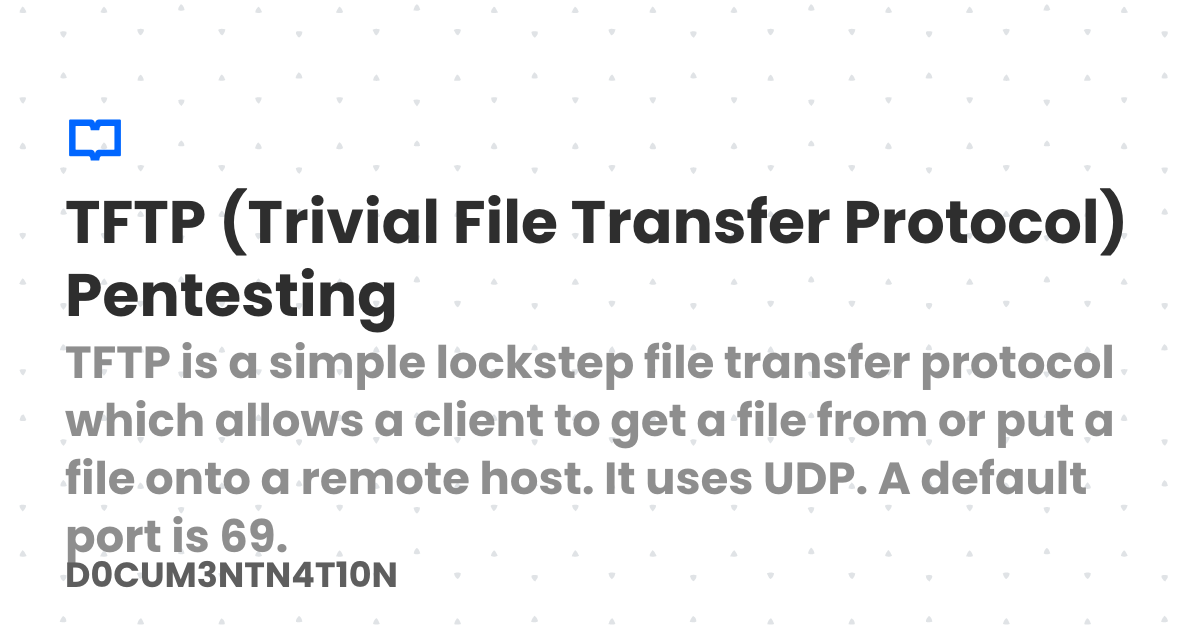 TFTP (Trivial File Transfer Protocol)
Pentesting
TFTP is a simple lockstep file transfer protocol
which allows a client to get a file from or put a
file onto a remote host. It uses UDP. A default
port is 69.
D0CUM3NTN4T10N